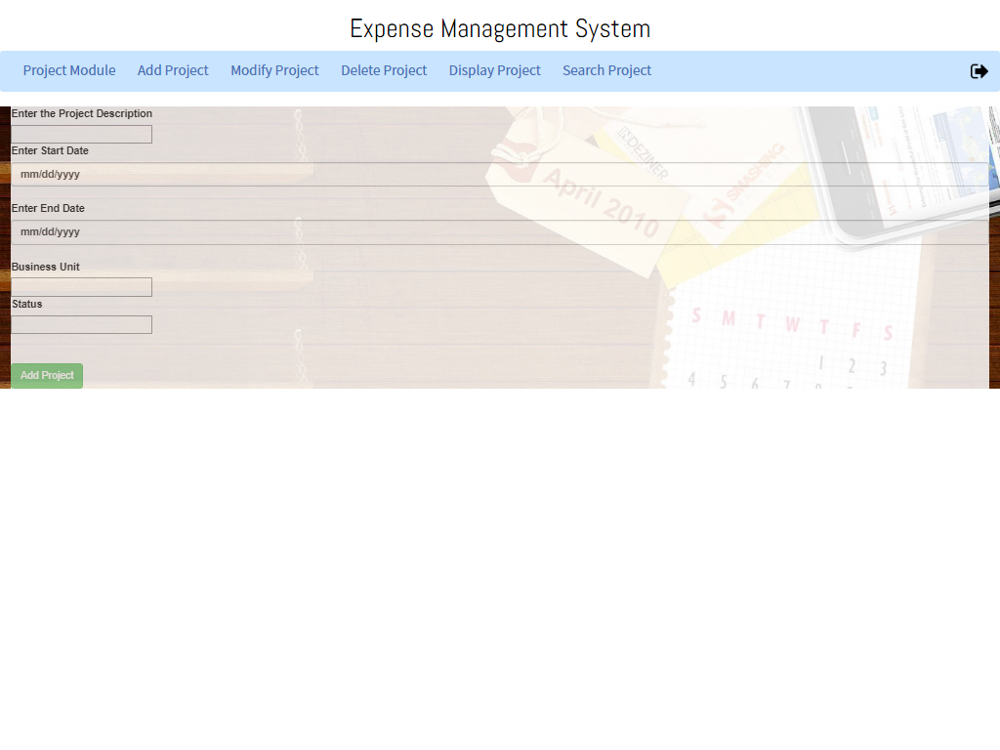 Expense Management System
Project Module Add Project Modify Project Delete Project Display Project Search Project
Enter the Project Description
Enter Start Date
mm/dd/yyyy
Enter End Date
mm/dd/yyyy
Business Unit
Status
Add Project
INDEZINER
SMASHING
April 2010
S M T W T F S
1 2 3
4 5 6 7